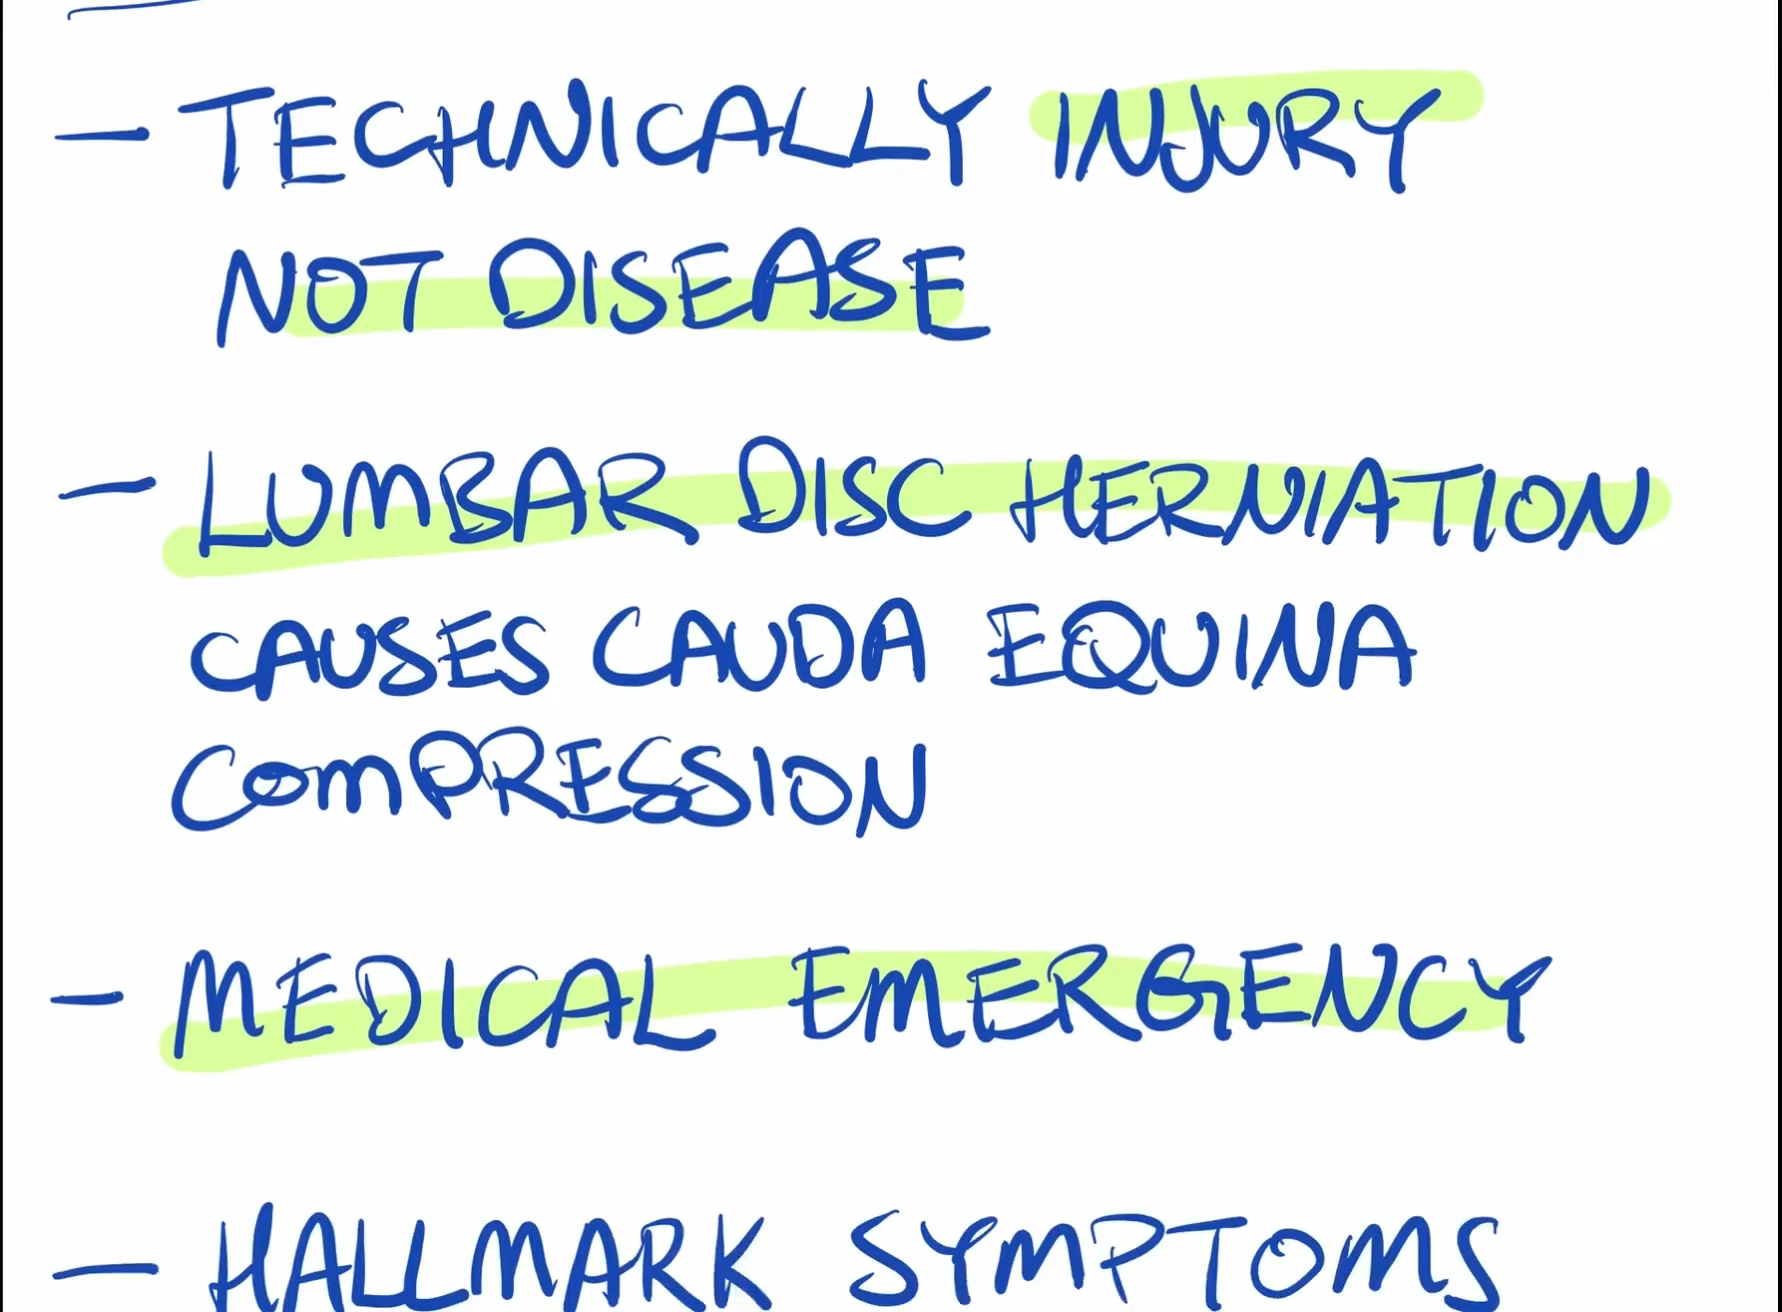 - TECHNICALLY INJURY
NOT DISEASE
- LUMBAR DISC HERNIATION
CAUSES CAUDA EQUINA
COMPRESSION
- MEDICAL EMERGENCY
- HALLMARK SYMPTOMS